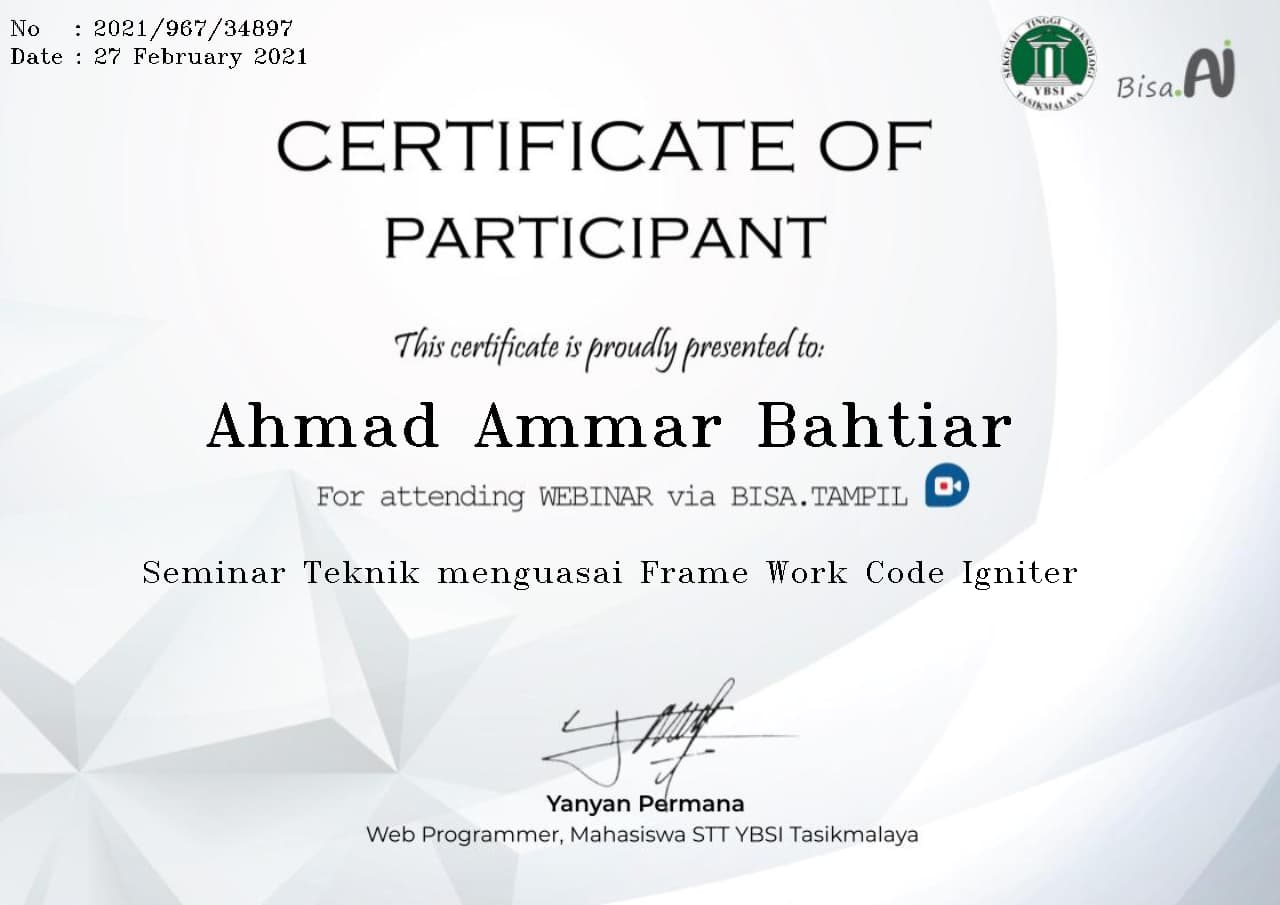 No : 2021/967/34897
Date : 27 February 2021
SEKOLAH TINGGI TEKNOLOGI
YBSI
TASIKMALAYA
Bisa.Ai
CERTIFICATE OF
PARTICIPANT
This certificate is proudly presented to:
Ahmad Ammar Bahtiar
For attending WEBINAR via BISA.TAMPIL
Seminar Teknik menguasai Frame Work Code Igniter
Yanyan Permana
Web Programmer, Mahasiswa STT YBSI Tasikmalaya